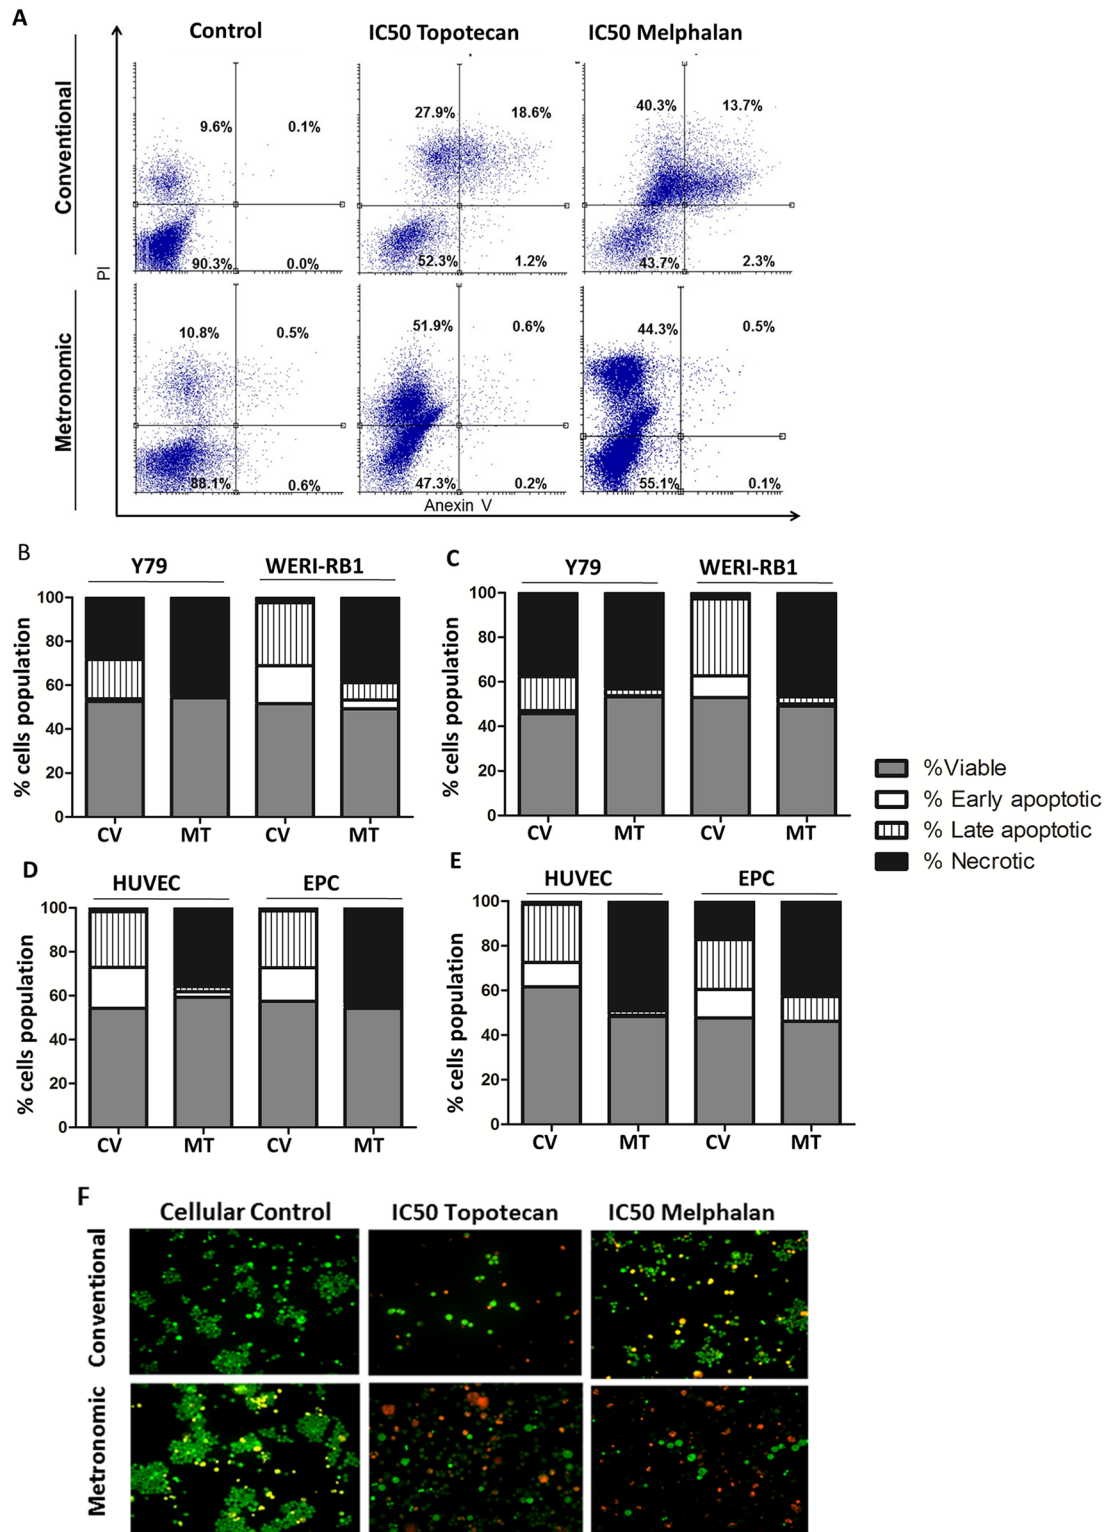 A
Control IC50 Topotecan IC50 Melphalan
Conventional
9.6% 0.1% 27.9% 18.6% 40.3% 13.7%
90.3% 0.0% 52.3% 1.2% 43.7% 2.3%
PI
Metronomic
10.8% 0.5% 51.9% 0.6% 44.3% 0.5%
88.1% 0.6% 47.3% 0.2% 55.1% 0.1%
Anexin V
B
Y79 WERI-RB1
% cells population
100
80
60
40
20
0
CV MT CV MT
C
Y79 WERI-RB1
% cells population
100
80
60
40
20
0
CV MT CV MT
%Viable
% Early apoptotic
% Late apoptotic
% Necrotic
D
HUVEC EPC
% cells population
100
80
60
40
20
0
CV MT CV MT
E
HUVEC EPC
% cells population
100
80
60
40
20
0
CV MT CV MT
F
Cellular Control IC50 Topotecan IC50 Melphalan
Conventional
Metronomic